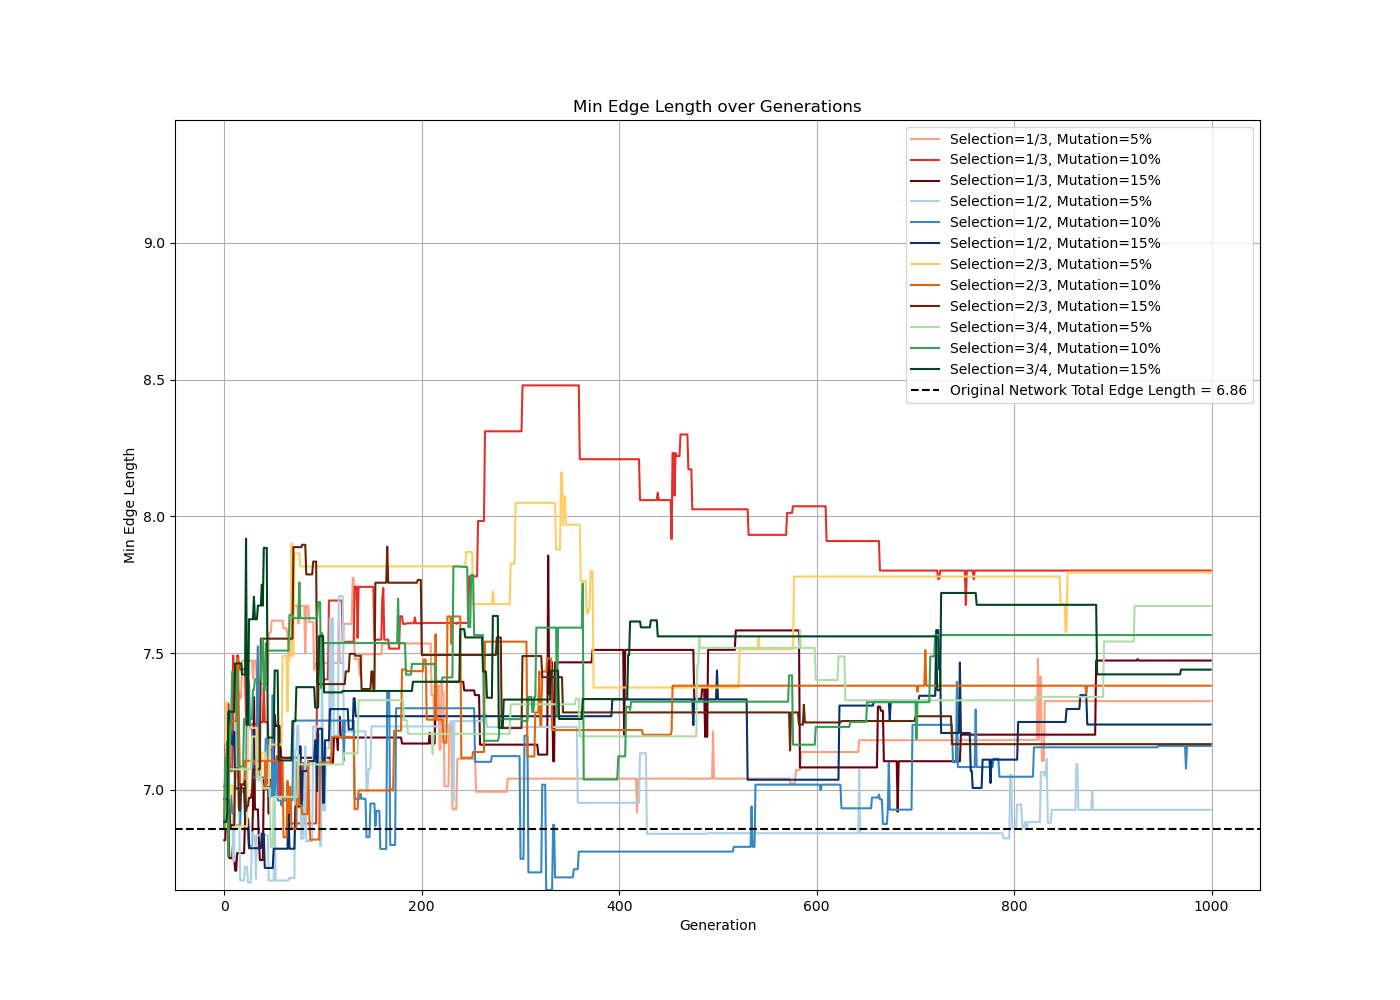 Min Edge Length over Generations
Selection=1/3, Mutation=5%
Selection=1/3, Mutation=10%
Selection=1/3, Mutation=15%
Selection=1/2, Mutation=5%
Selection=1/2, Mutation=10%
Selection=1/2, Mutation=15%
Selection=2/3, Mutation=5%
Selection=2/3, Mutation=10%
Selection=2/3, Mutation=15%
Selection=3/4, Mutation=5%
Selection=3/4, Mutation=10%
Selection=3/4, Mutation=15%
Original Network Total Edge Length = 6.86
Min Edge Length
9.0
8.5
8.0
7.5
7.0
0 200 400 600 800 1000
Generation